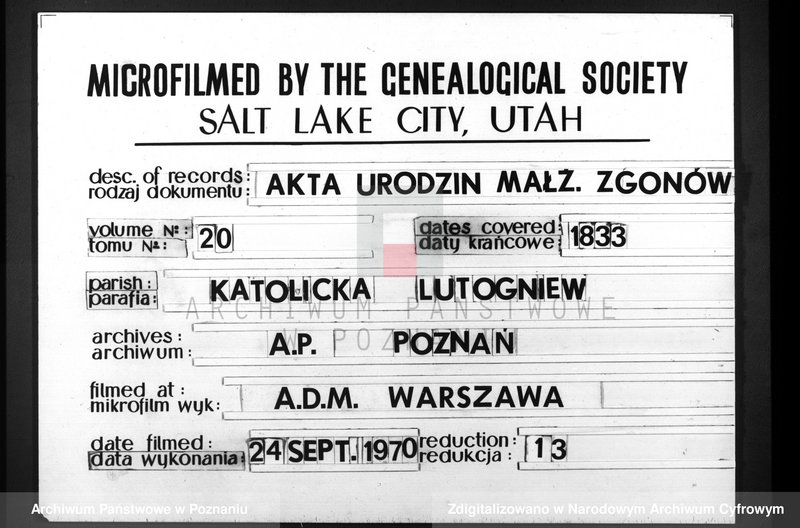 MICROFILMED BY THE GENEALOGICAL SOCIETY
SALT LAKE CITY, UTAH
desc. of records: AKTA URODZIN MAŁŻ. ZGONÓW
rodzaj dokumentu:
volume №: 20 dates covered: 1833
tomu №: daty krańcowe:
parish: KATOLICKA LUTOGNIEW
parafia:
ARCHIWUM PAŃSTWOWE
W POZNANIU
archives: A.P. POZNAŃ
archiwum:
filmed at: A.D.M. WARSZAWA
mikrofilm wyk:
date filmed: 24 SEPT. 1970 reduction: 13
data wykonania: redukcja:
Archiwum Państwowe w Poznaniu Zdigitalizowano w Narodowym Archiwum Cyfrowym